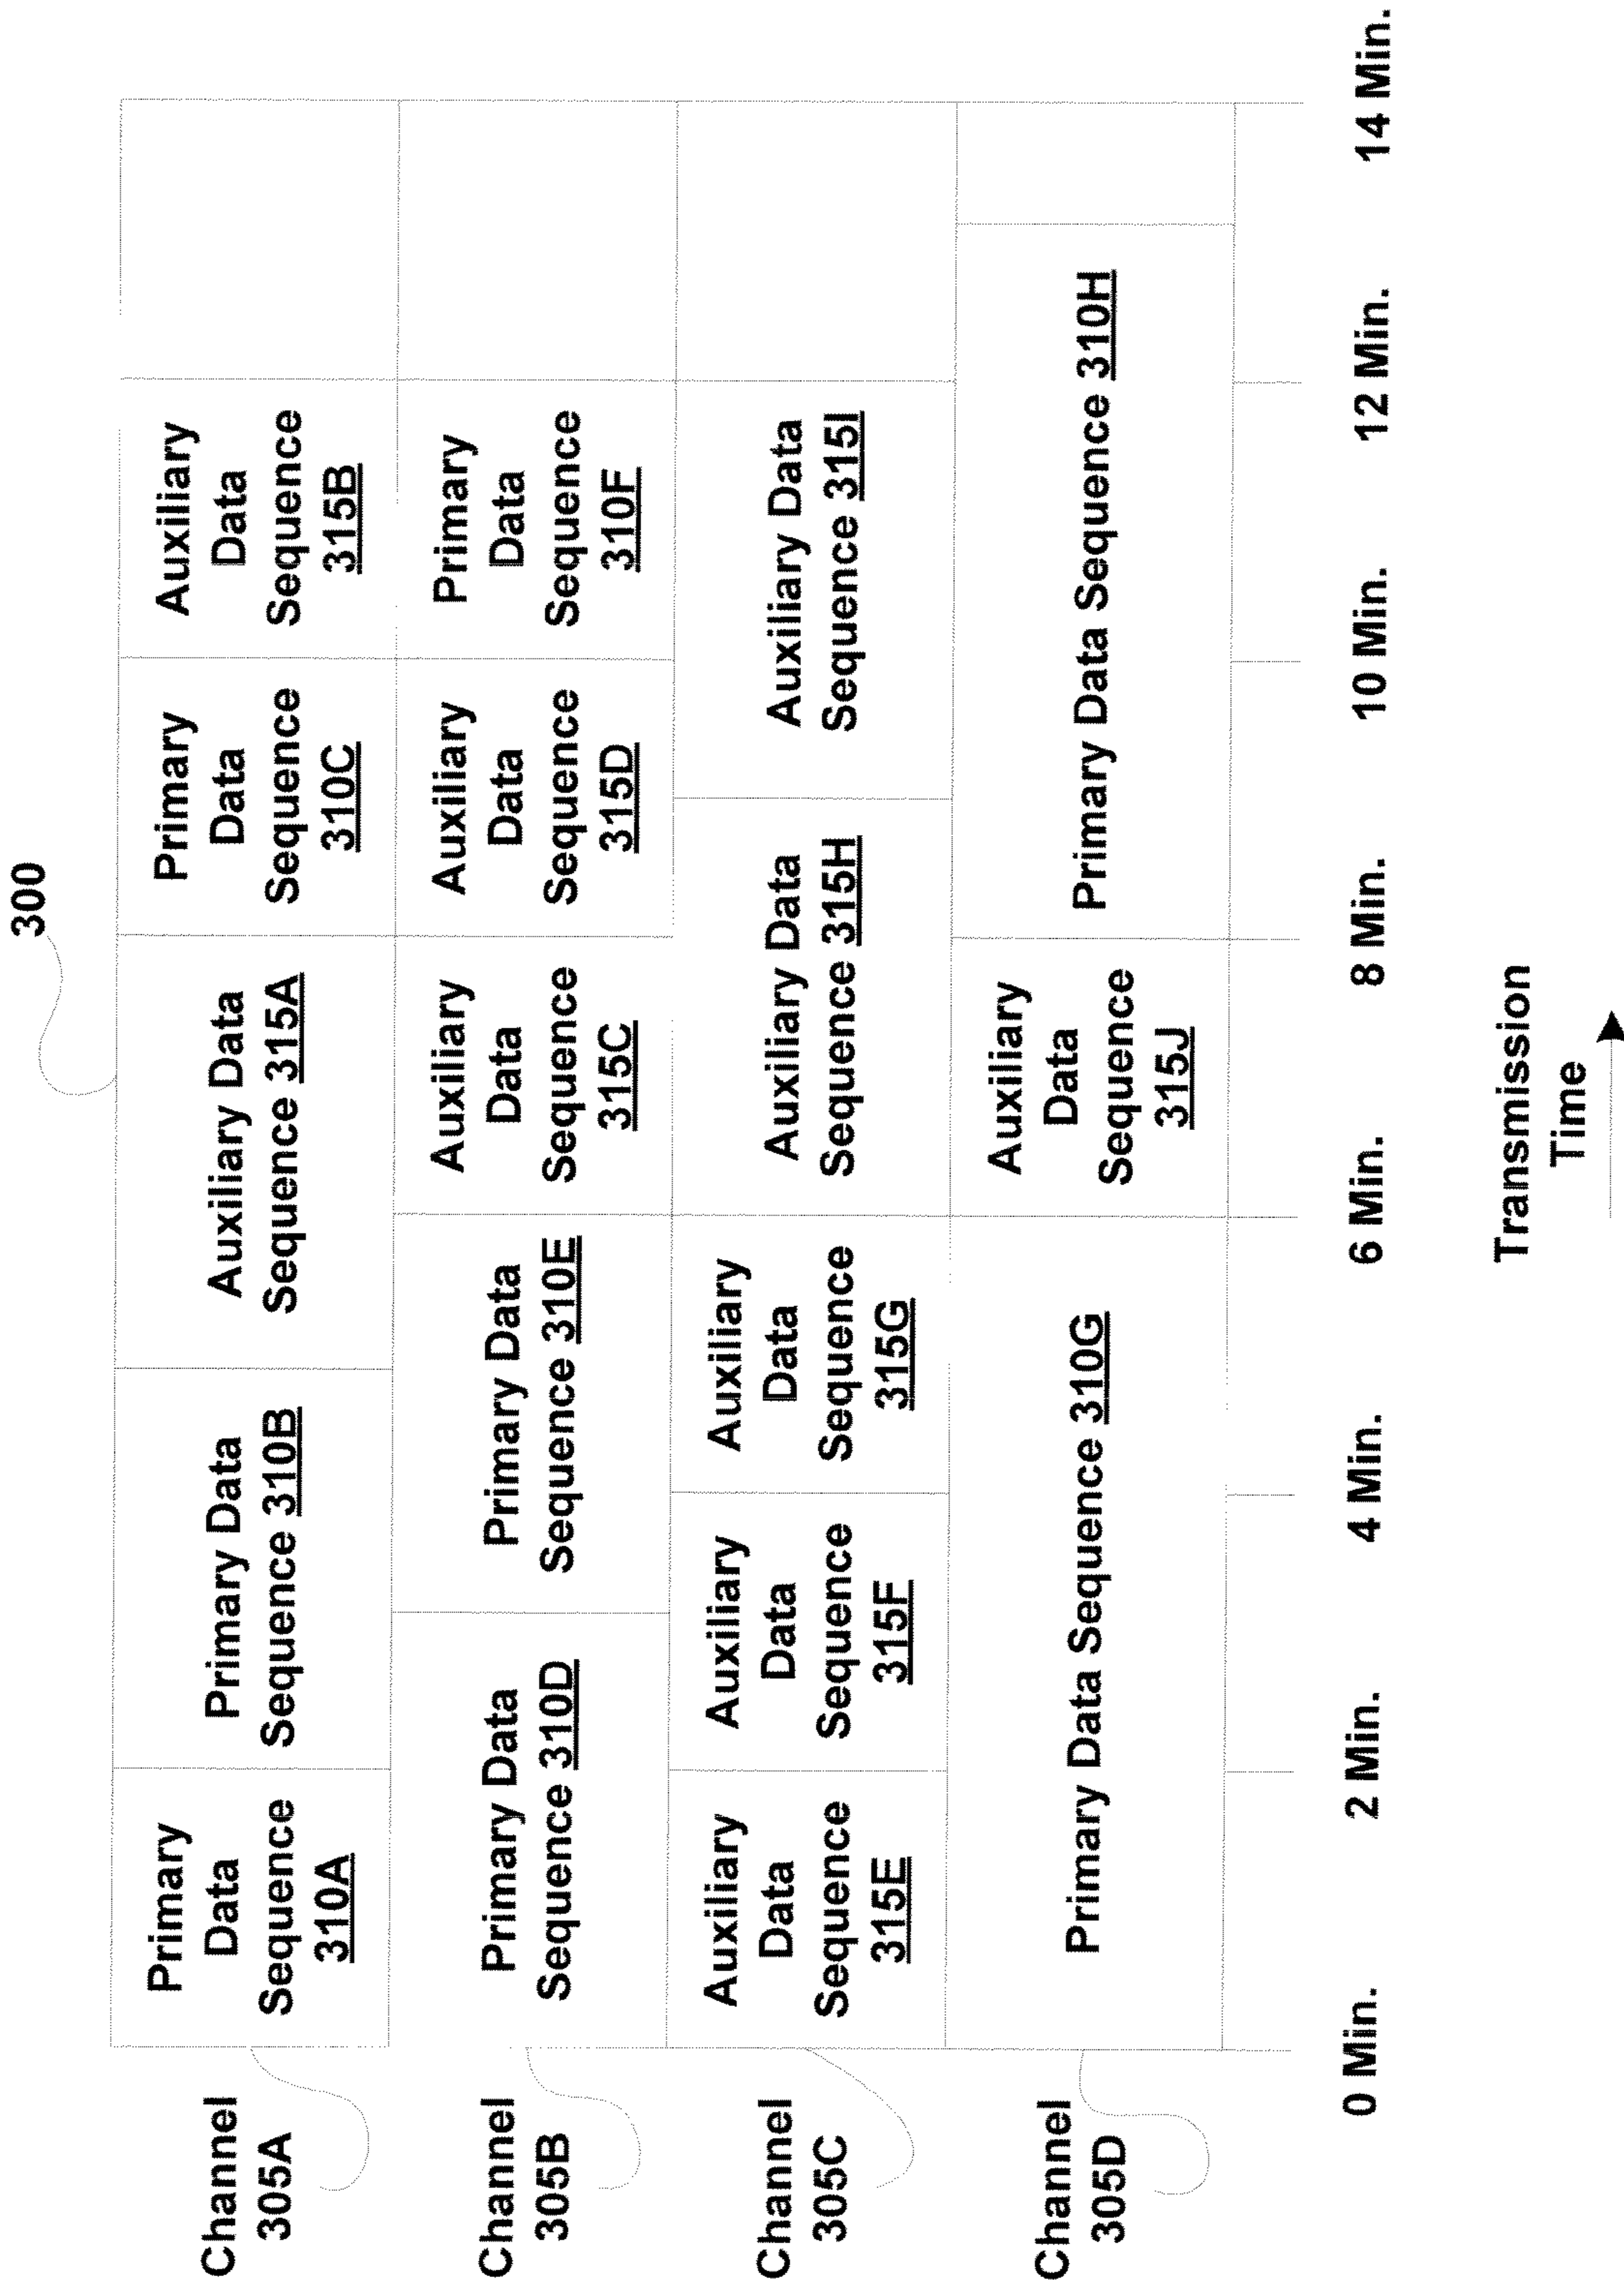 300
Channel
305A
Primary
Data
Sequence
310A
Primary Data
Sequence 310B
Auxiliary Data
Sequence 315A
Primary
Data
Sequence
310C
Auxiliary
Data
Sequence
315B
Channel
305B
Primary Data
Sequence 310D
Primary Data
Sequence 310E
Auxiliary
Data
Sequence
315C
Auxiliary
Data
Sequence
315D
Primary
Data
Sequence
310F
Channel
305C
Auxiliary
Data
Sequence
315E
Auxiliary
Data
Sequence
315F
Auxiliary
Data
Sequence
315G
Auxiliary Data
Sequence 315H
Auxiliary Data
Sequence 315I
Channel
305D
Primary Data Sequence 310G
Auxiliary
Data
Sequence
315J
Primary Data Sequence 310H
0 Min. 2 Min. 4 Min. 6 Min. 8 Min. 10 Min. 12 Min. 14 Min.
Transmission
Time